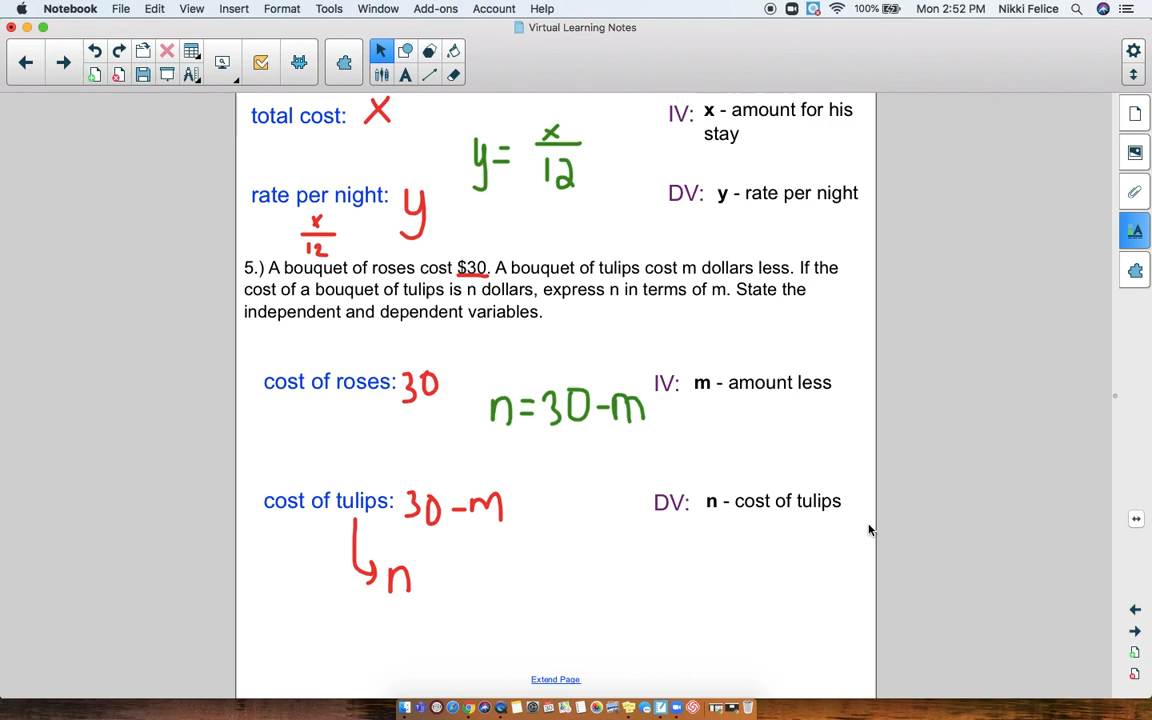 Notebook File Edit View Insert Format Tools Window Add-ons Account Help 100% Mon 2:52 PM Nikki Felice
Virtual Learning Notes
total cost: x
y = x/12
IV: x - amount for his
stay
rate per night: y
x/12
DV: y - rate per night
5.) A bouquet of roses cost $30. A bouquet of tulips cost m dollars less. If the
cost of a bouquet of tulips is n dollars, express n in terms of m. State the
independent and dependent variables.
cost of roses: 30
n=30-m
IV: m - amount less
cost of tulips: 30-m
n
DV: n - cost of tulips
Extend Page